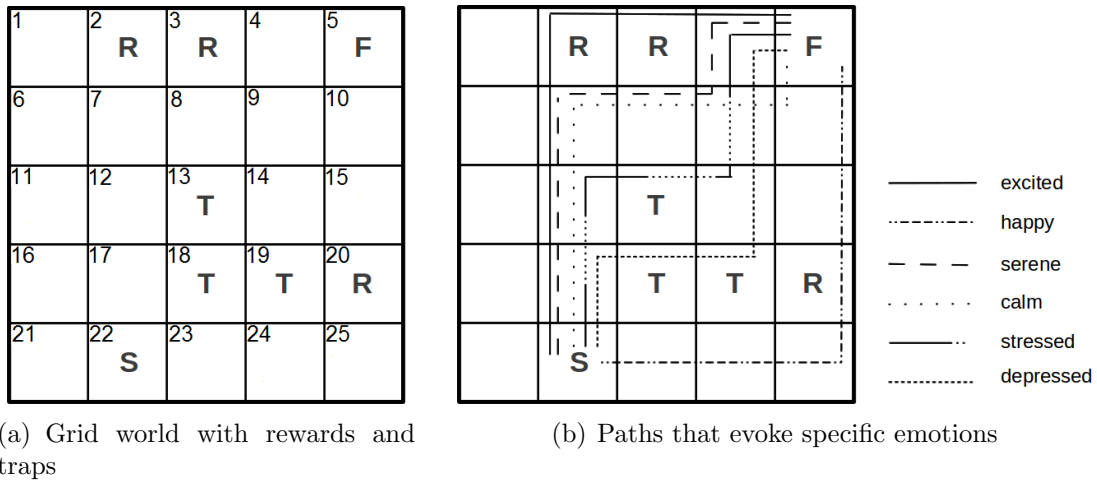 1 2 3 4 5
R R F
6 7 8 9 10
11 12 13 14 15
T
16 17 18 19 20
T T R
21 22 23 24 25
S
(a) Grid world with rewards and
traps
R R F
T
T T R
S
excited
happy
serene
calm
stressed
depressed
(b) Paths that evoke specific emotions